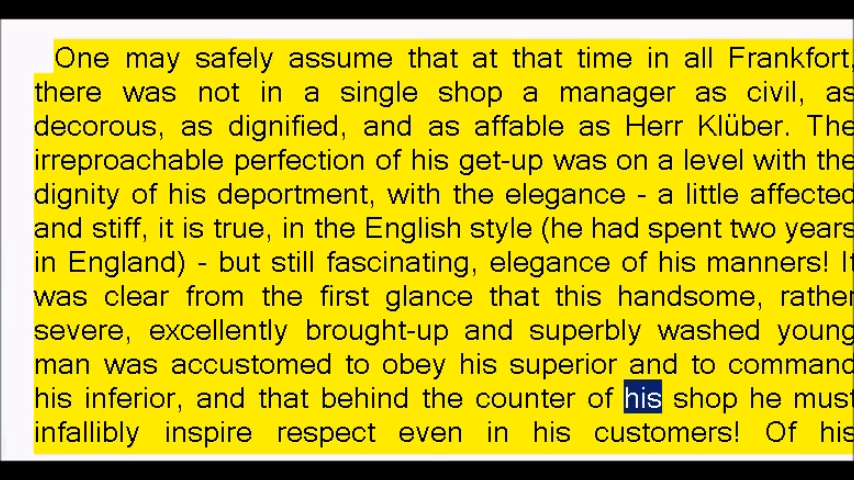 One may safely assume that at that time in all Frankfort,
there was not in a single shop a manager as civil, as
decorous, as dignified, and as affable as Herr Klüber. The
irreproachable perfection of his get-up was on a level with the
dignity of his deportment, with the elegance - a little affected
and stiff, it is true, in the English style (he had spent two years
in England) - but still fascinating, elegance of his manners! It
was clear from the first glance that this handsome, rather
severe, excellently brought-up and superbly washed young
man was accustomed to obey his superior and to command
his inferior, and that behind the counter of his shop he must
infallibly inspire respect even in his customers! Of his